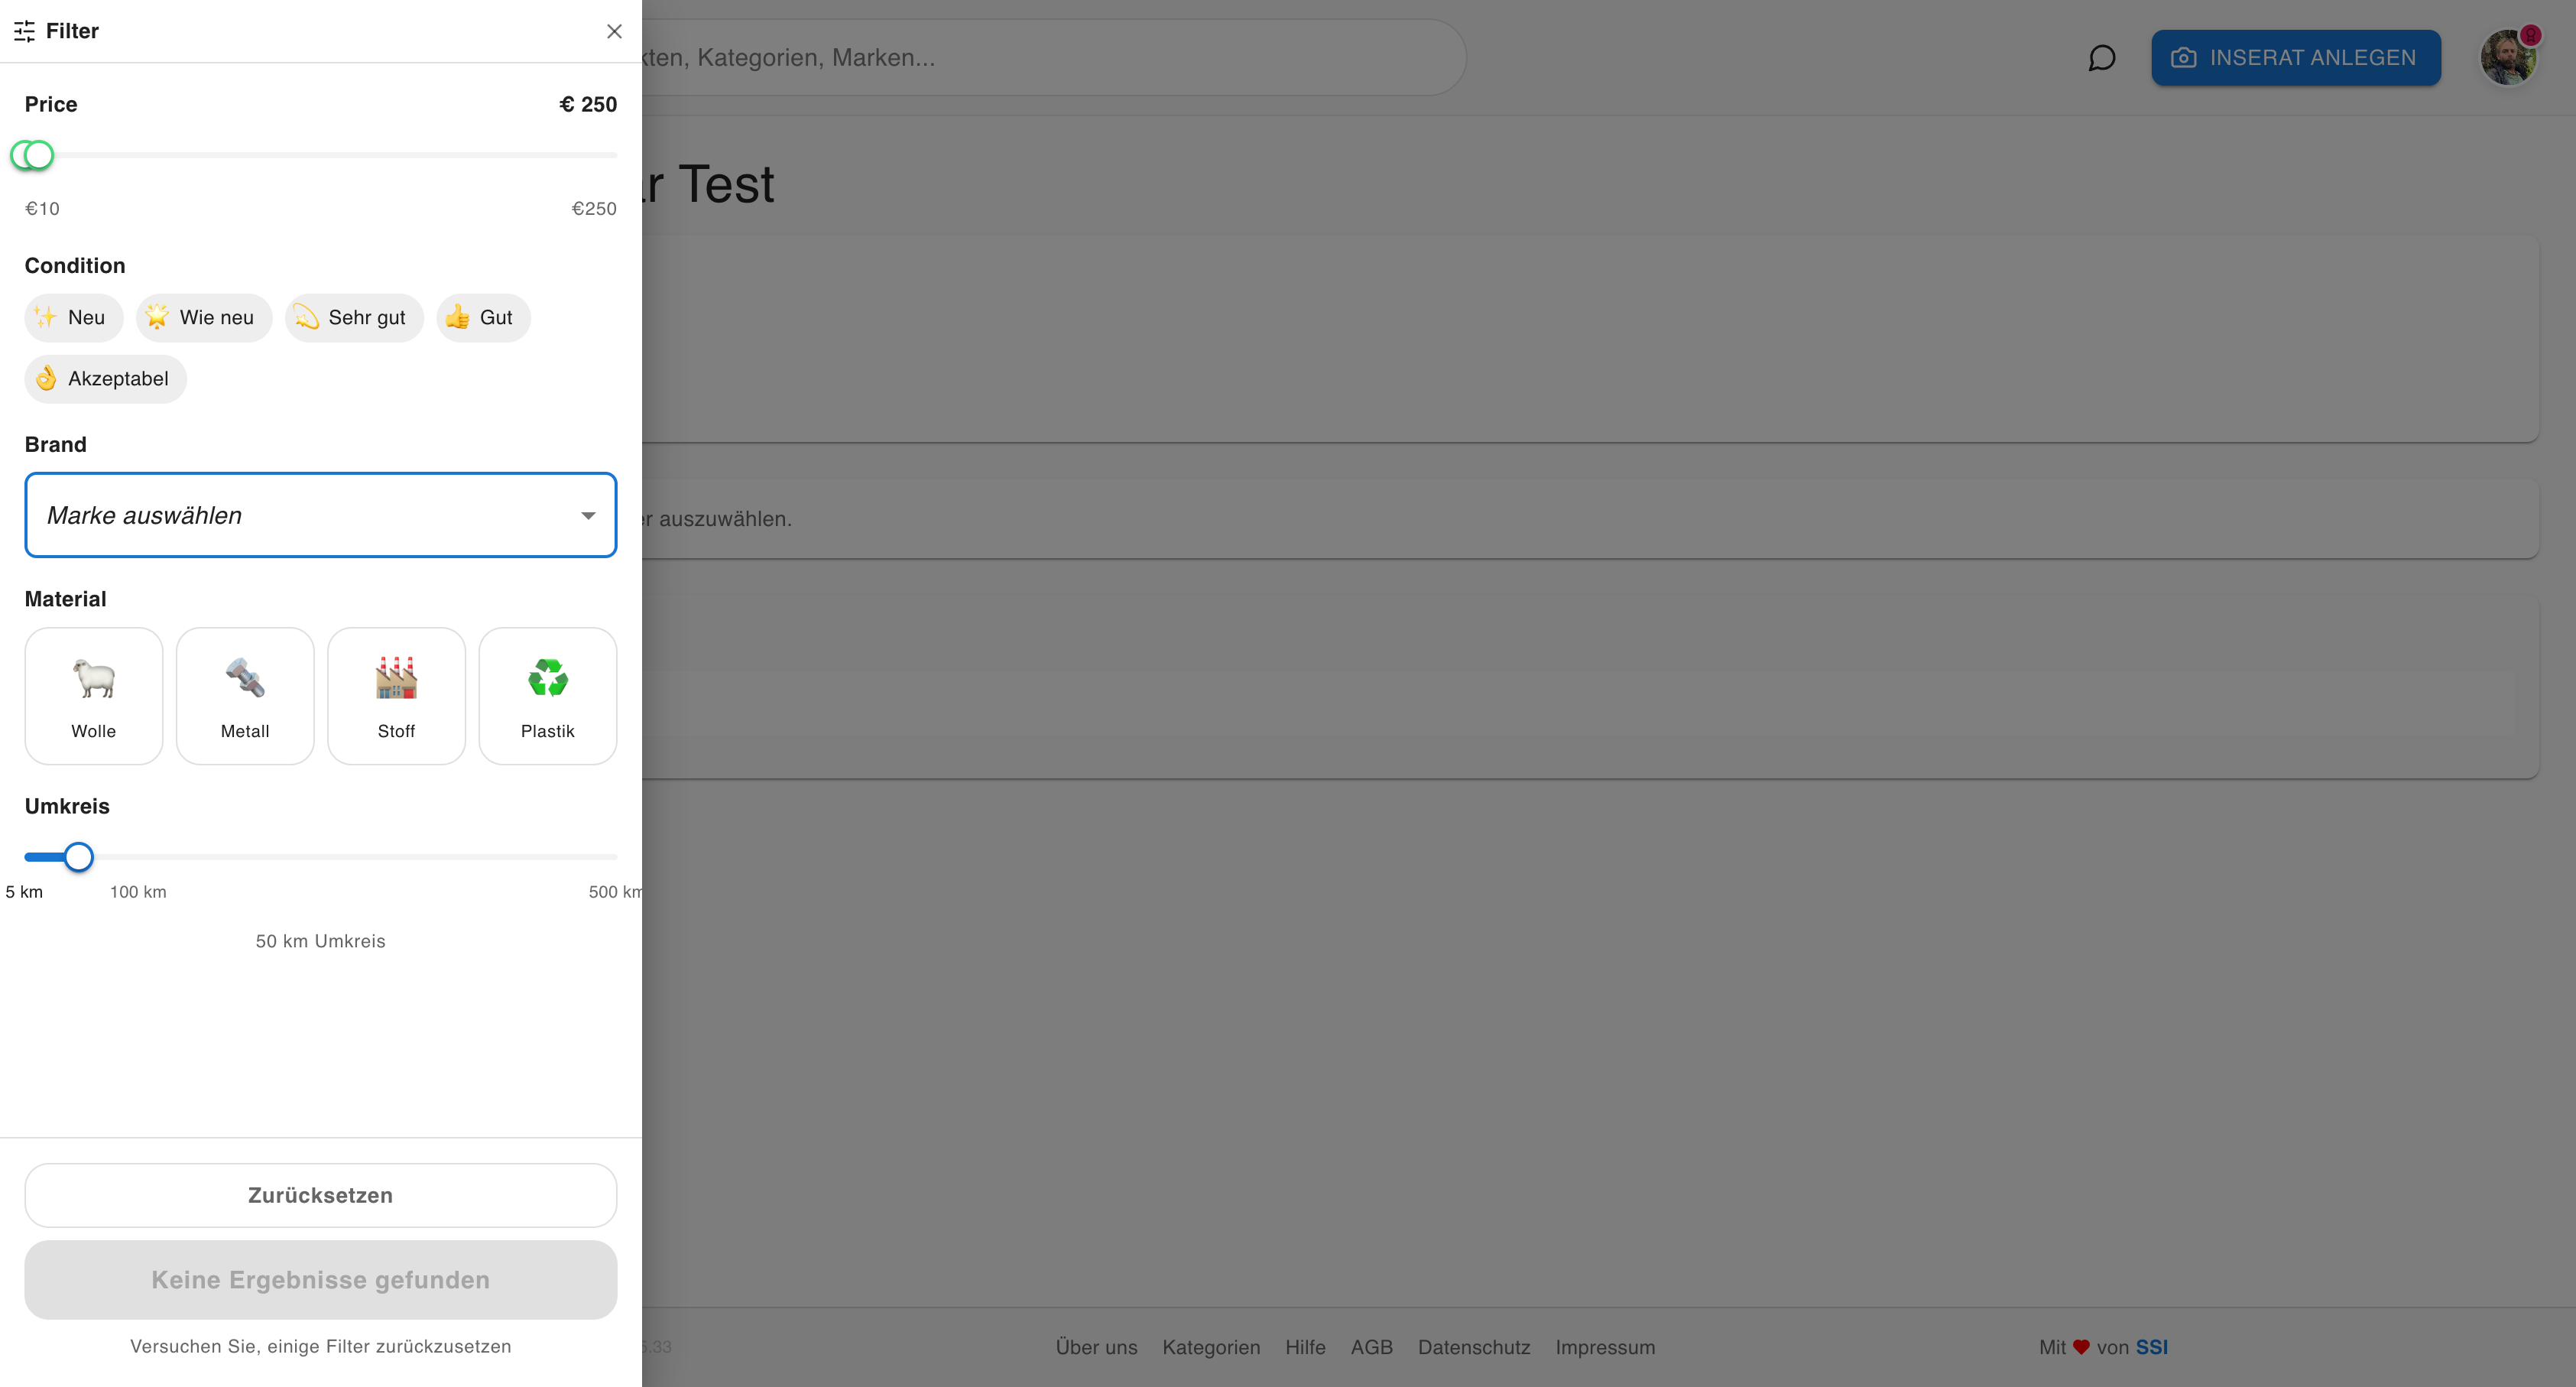 Filter
Price € 250
€10 €250
Condition
Neu Wie neu Sehr gut Gut
Akzeptabel
Brand
Marke auswählen
Material
Wolle Metall Stoff Plastik
Umkreis
5 km 100 km 500 km
50 km Umkreis
Zurücksetzen
Keine Ergebnisse gefunden
Versuchen Sie, einige Filter zurückzusetzen
Kategorien, Marken...
INSERAT ANLEGEN
Test
auszuwählen.
Über uns Kategorien Hilfe AGB Datenschutz Impressum
Mit von SSI